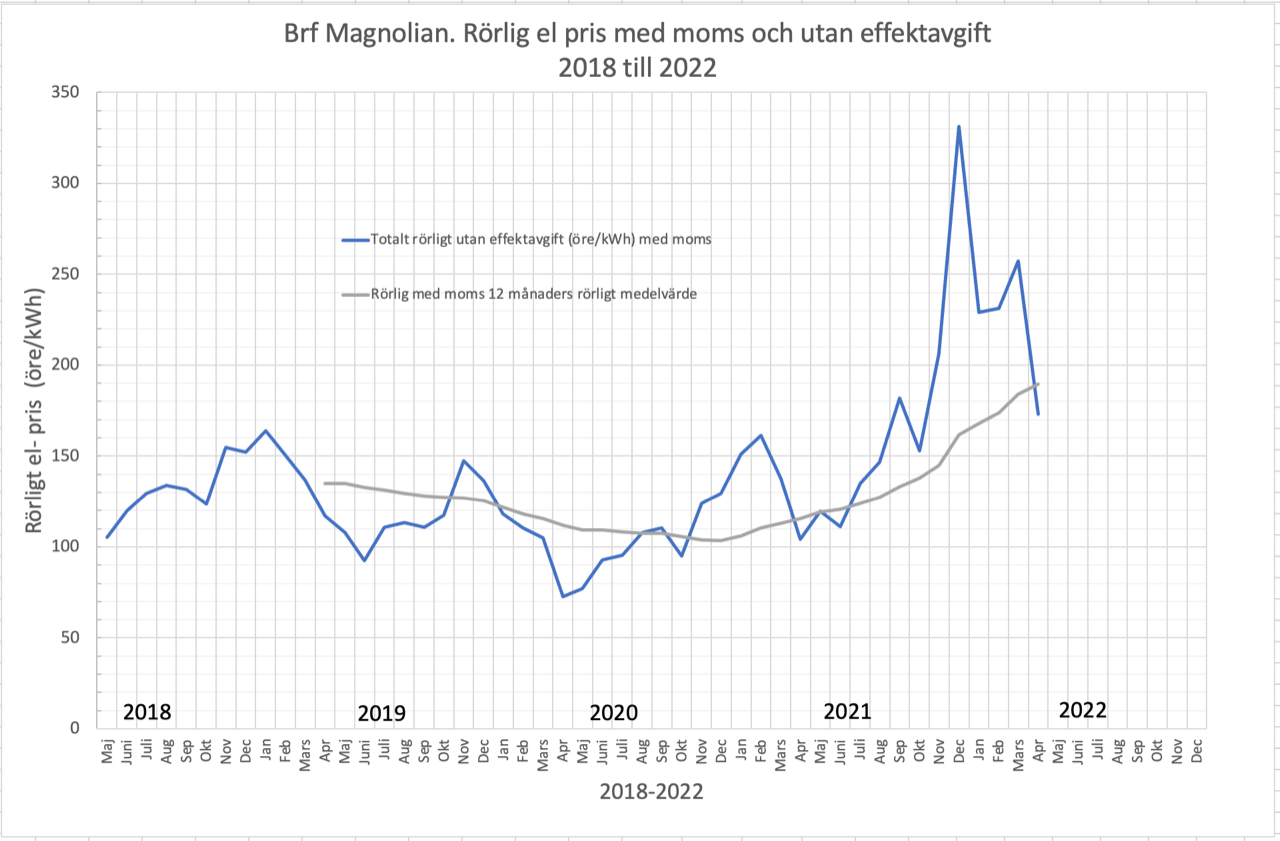 Brf Magnolian. Rörlig el pris med moms och utan effektavgift
2018 till 2022
Rörligt el- pris (öre/kWh)
350
300
250
200
150
100
50
0
Totalt rörligt utan effektavgift (öre/kWh) med moms
Rörlig med moms 12 månaders rörligt medelvärde
2018 2019 2020 2021 2022
Maj Juni Juli Aug Sep Okt Nov Dec Jan Feb Mars Apr Maj Juni Juli Aug Sep Okt Nov Dec Jan Feb Mars Apr Maj Juni Juli Aug Sep Okt Nov Dec Jan Feb Mars Apr Maj Juni Juli Aug Sep Okt Nov Dec Jan Feb Mars Apr Maj Juni Juli Aug Sep Okt Nov Dec
2018-2022